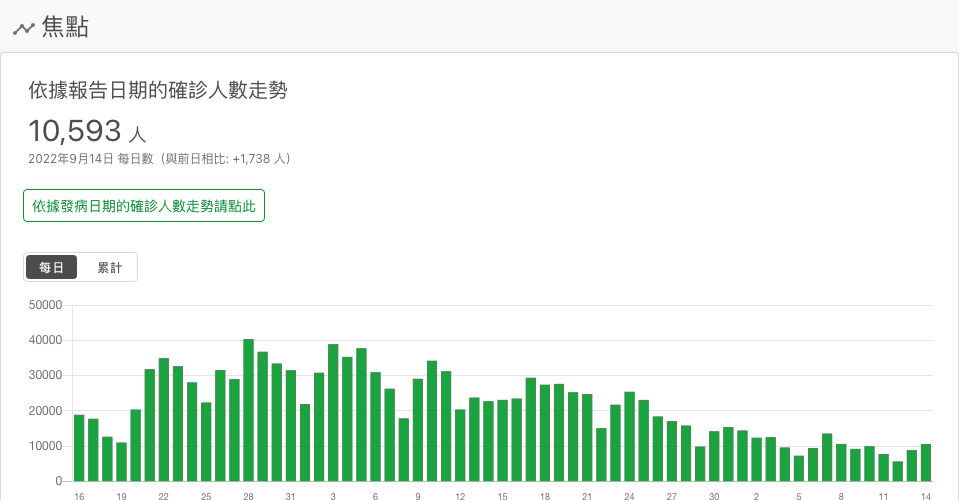 焦點
依據報告日期的確診人數走勢
10,593 人
2022年9月14日 每日數（與前日相比: +1,738 人）
依據發病日期的確診人數走勢請點此
每日 累計
50000
40000
30000
20000
10000
0
16 19 22 25 28 31 3 6 9 12 15 18 21 24 27 30 2 5 8 11 14